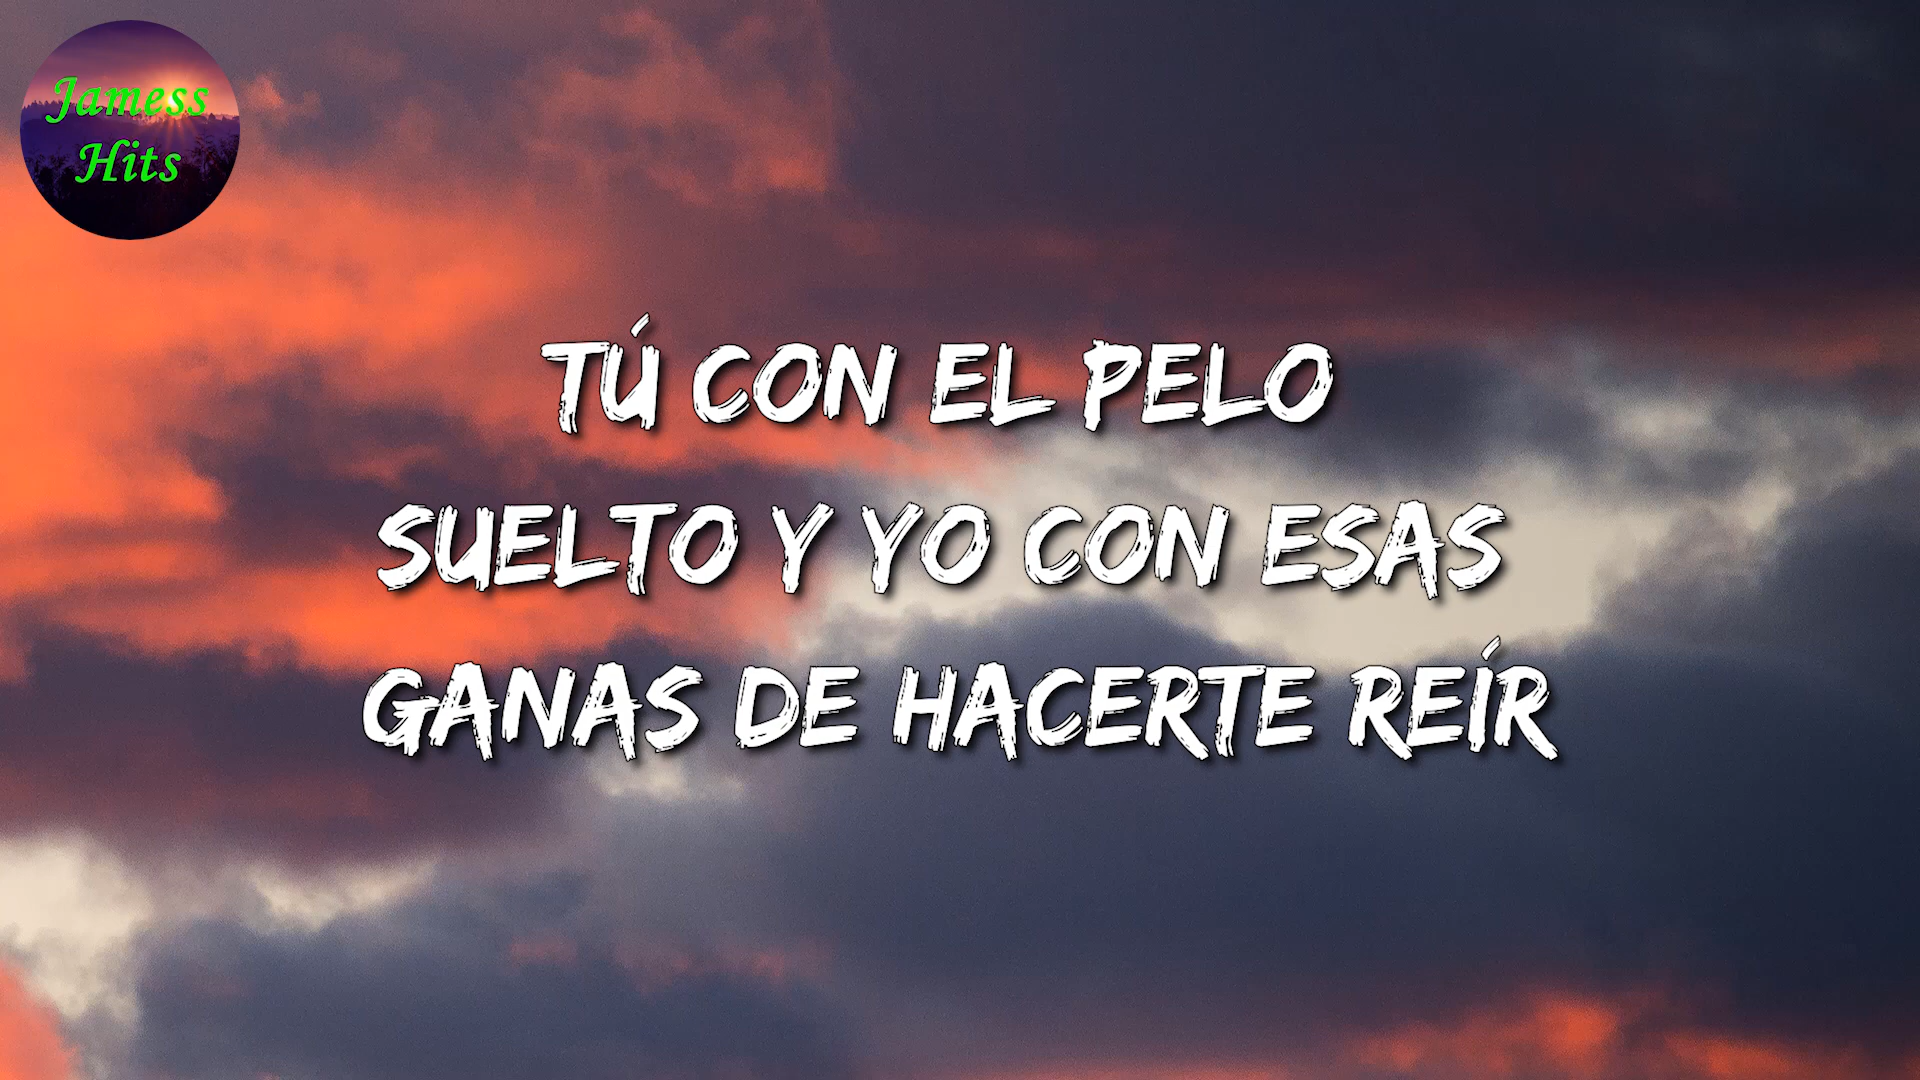 Jamess
Hits
TÚ CON EL PELO
SUELTO Y YO CON ESAS
GANAS DE HACERTE REÍR